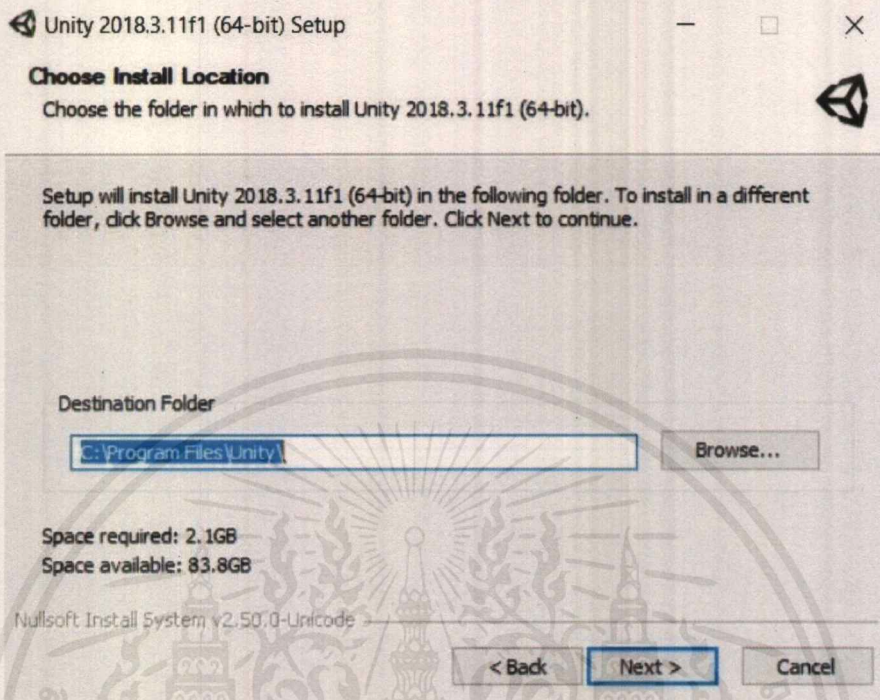 Unity 2018.3.11f1 (64-bit) Setup
Choose Install Location
Choose the folder in which to install Unity 2018.3.11f1 (64-bit).
Setup will install Unity 2018.3.11f1 (64-bit) in the following folder. To install in a different
folder, click Browse and select another folder. Click Next to continue.
Destination Folder
C:\Program Files\Unity\
Browse...
Space required: 2.1GB
Space available: 83.8GB
Nullsoft Install System v2.50.0-Unicode
< Back
Next >
Cancel